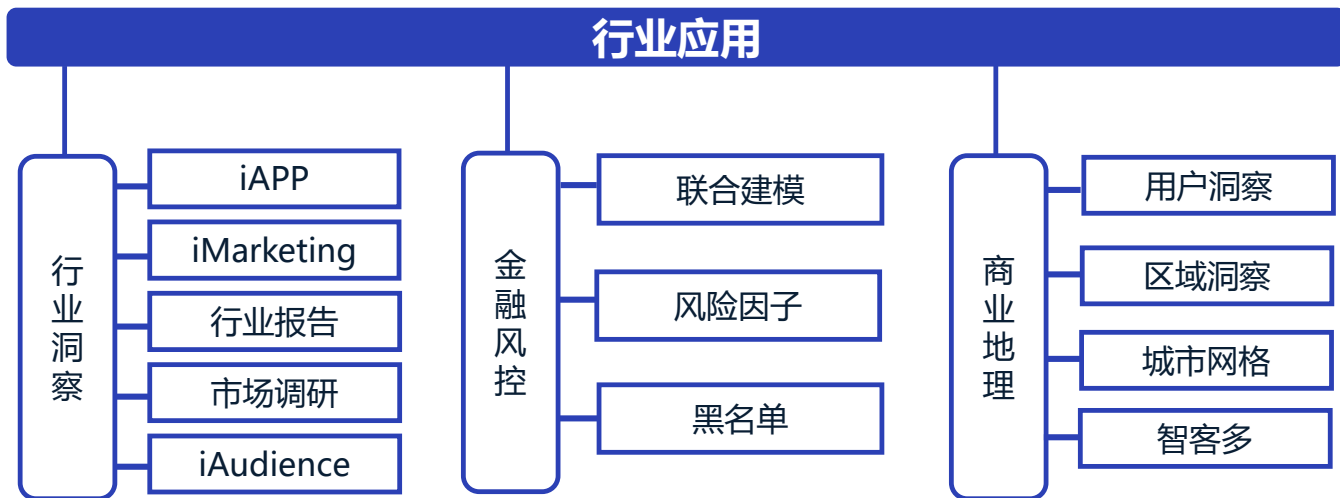 行业应用
行业洞察
iAPP
iMarketing
行业报告
市场调研
iAudience
金融风控
联合建模
风险因子
黑名单
商业地理
用户洞察
区域洞察
城市网格
智客多